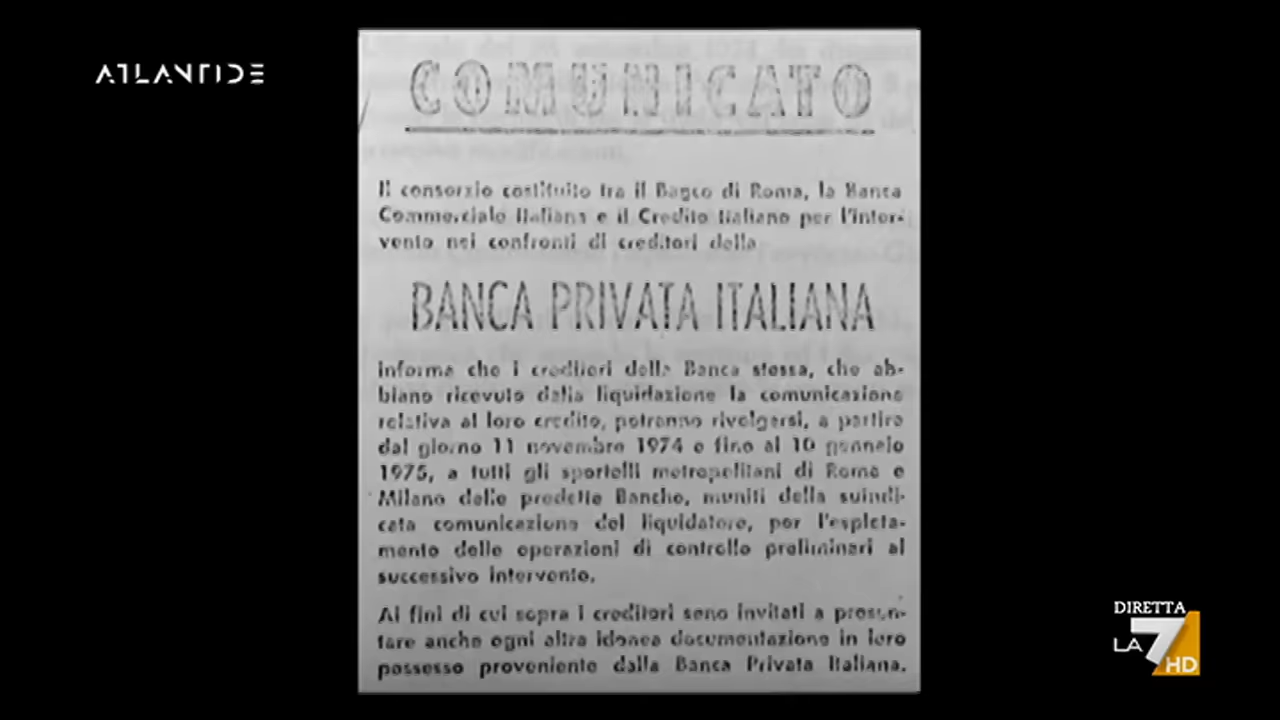 ATLANTIDE
COMUNICATO
Il consorzio costituito tra il Banco di Roma, la Banca
Commerciale Italiana e il Credito Italiano per l'inter-
vento nei confronti di creditori della
BANCA PRIVATA ITALIANA
informa che i creditori della Banca stessa, che ab-
biano ricevuto dalla liquidazione la comunicazione
relativa al loro credito, potranno rivolgersi, a partire
dal giorno 11 novembre 1974 e fino al 10 gennaio
1975, a tutti gli sportelli metropolitani di Roma e
Milano delle predette Banche, muniti della suindi-
cata comunicazione del liquidatore, per l'espleta-
mento delle operazioni di controllo preliminari al
successivo intervento.
Ai fini di cui sopra i creditori sono invitati a presen-
tare anche ogni altra idonea documentazione in loro
possesso proveniente dalla Banca Privata Italiana.
DIRETTA
LA 7 HD